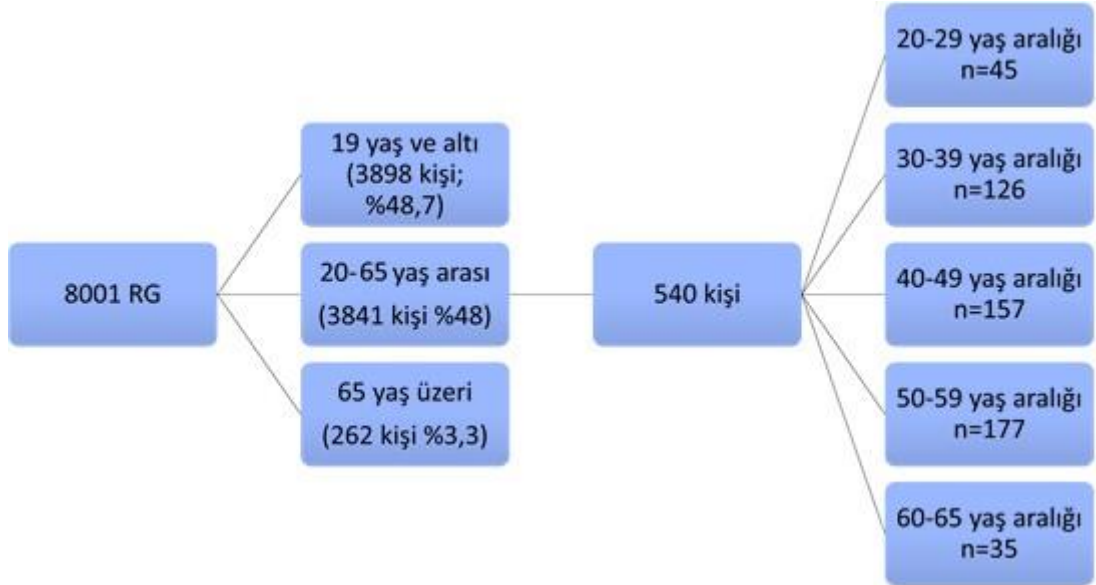 8001 RG
19 yaş ve altı
(3898 kişi;
%48,7)
20-65 yaş arası
(3841 kişi %48)
65 yaş üzeri
(262 kişi %3,3)
540 kişi
20-29 yaş aralığı
n=45
30-39 yaş aralığı
n=126
40-49 yaş aralığı
n=157
50-59 yaş aralığı
n=177
60-65 yaş aralığı
n=35